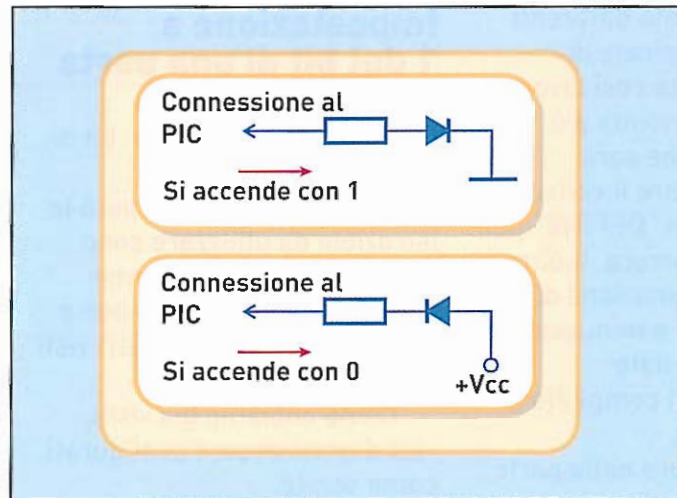 Connessione al
PIC
Si accende con 1
Connessione al
PIC
Si accende con 0
+Vcc